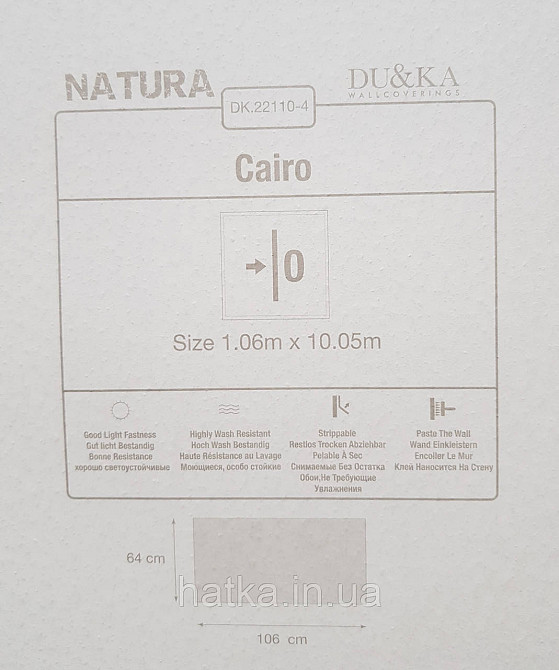 NATURA
DU&KA
WALLCOVERINGS
DK.22110-4
Cairo
0
Size 1.06m x 10.05m
Good Light Fastness
Gut licht Bestandig
Bonne Resistance
хорошо светоустойчивые
Highly Wash Resistant
Hoch Wash Bestandig
Haute Résistance au Lavage
Моющиеся, особо стойкие
Strippable
Restlos Trocken Abziehbar
Pelable À Sec
Снимаемые Без Остатка
Обои,Не Требующие
Увлажнения
Paste The Wall
Wand Einkleistern
Encoller Le Mur
Клей Наносится На Стену
64 cm
hatka.in.ua
106 cm